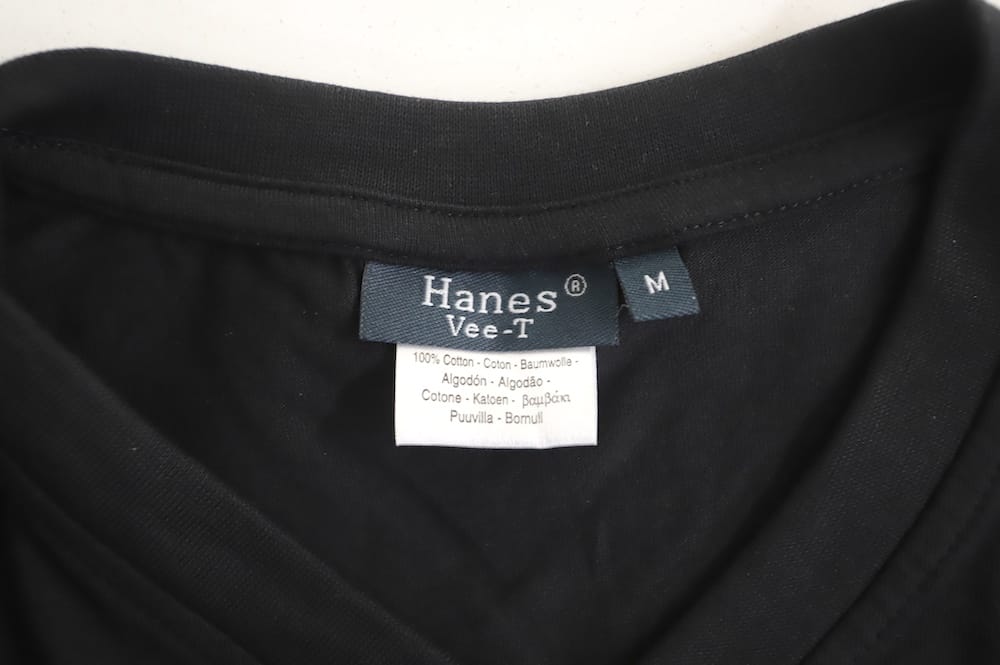 Hanes®
Vee-T
M
100% Cotton - Coton - Baumwolle -
Algodón - Algodão -
Cotone - Katoen - βαμβάκι
Puuvilla - Bomull